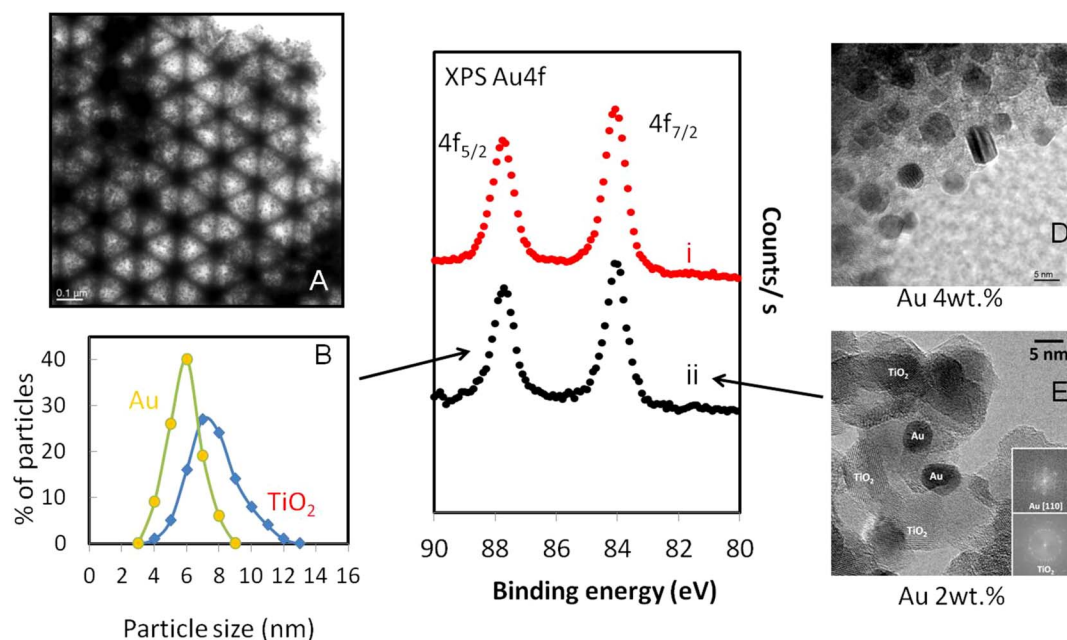 A
0.1 µm
B
% of particles
40
30
20
10
0
Au
TiO2
0 2 4 6 8 10 12 14 16
Particle size (nm)
XPS Au4f
4f5/2
4f7/2
i
ii
Counts/ s
90 88 86 84 82 80
Binding energy (eV)
D
5 nm
Au 4wt.%
5 nm
E
TiO2
Au
Au
TiO2
TiO2
Au [110]
TiO2
Au 2wt.%